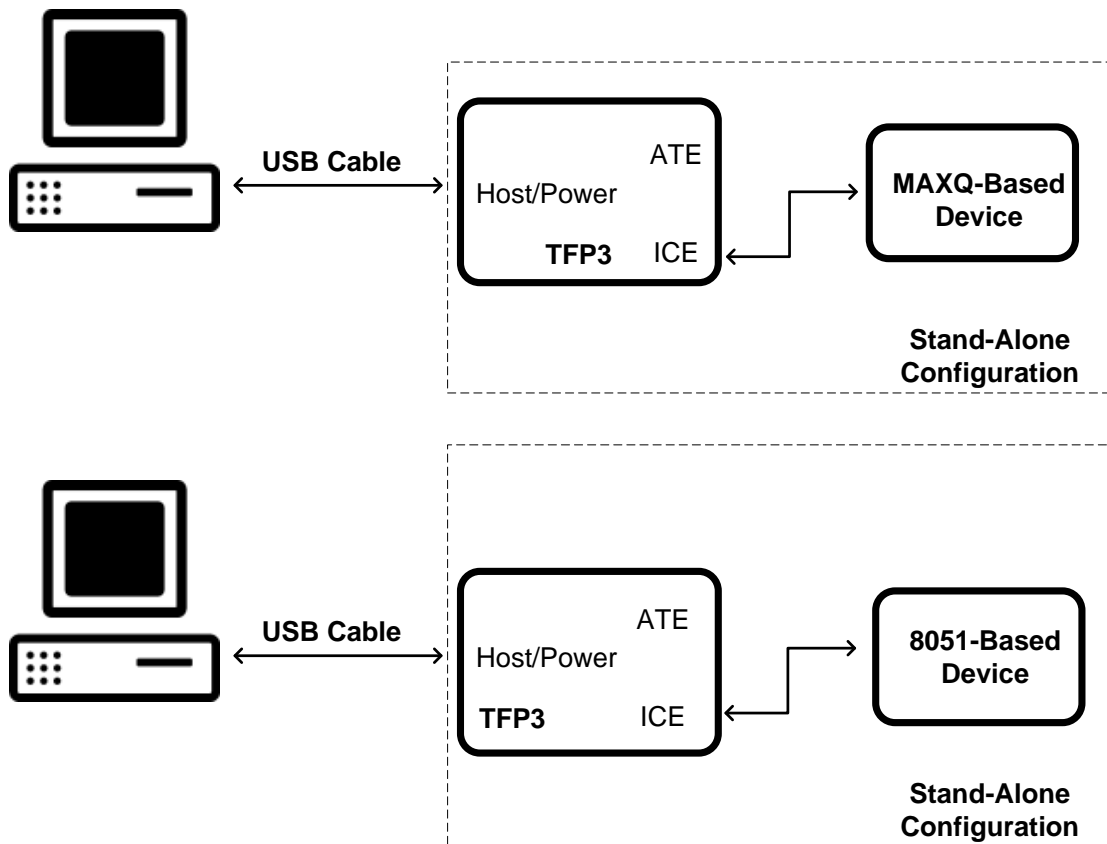 USB Cable
ATE
Host/Power
TFP3
ICE
MAXQ-Based
Device
Stand-Alone
Configuration
USB Cable
ATE
Host/Power
TFP3
ICE
8051-Based
Device
Stand-Alone
Configuration